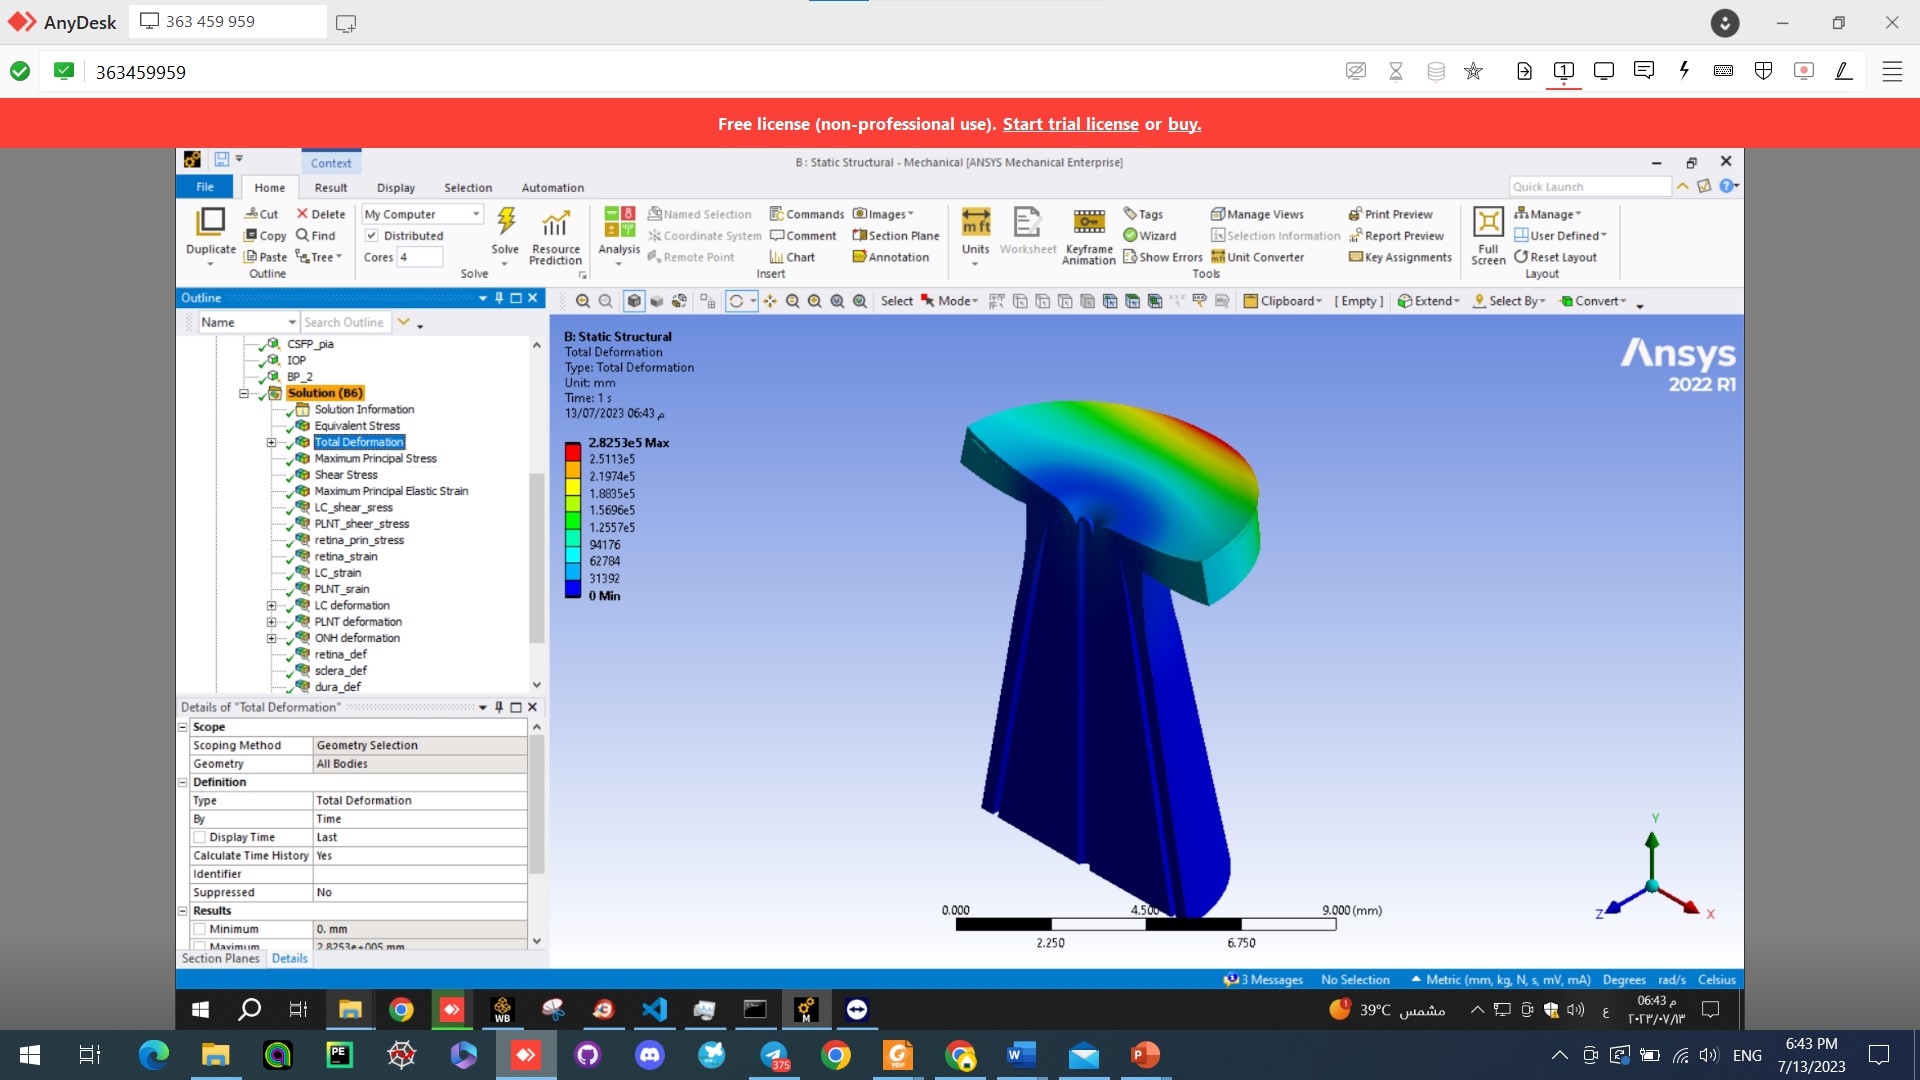 AnyDesk
363 459 959
363459959
1
Free license (non-professional use). Start trial license or buy.
Context
B : Static Structural - Mechanical [ANSYS Mechanical Enterprise]
File Home Result Display Selection Automation
Quick Launch
Duplicate
Cut
Copy
Paste
Delete
Find
Tree
Outline
My Computer
Distributed
Cores 4
Solve
Resource Prediction
Solve
Analysis
Named Selection
Coordinate System
Remote Point
Commands
Comment
Chart
Images
Section Plane
Annotation
Insert
Units
Worksheet
Keyframe Animation
Tags
Wizard
Show Errors
Manage Views
Selection Information
Unit Converter
Print Preview
Report Preview
Key Assignments
Tools
Full Screen
Manage
User Defined
Reset Layout
Layout
Outline
Select Mode Clipboard [ Empty ] Extend Select By Convert
Name
Search Outline
CSFP_pia
IOP
BP_2
Solution (B6)
Solution Information
Equivalent Stress
Total Deformation
Maximum Principal Stress
Shear Stress
Maximum Principal Elastic Strain
LC_shear_sress
PLNT_sheer_stress
retina_prin_stress
retina_strain
LC_strain
PLNT_srain
LC deformation
PLNT deformation
ONH deformation
retina_def
sclera_def
dura_def
Details of "Total Deformation"
Scope
Scoping Method Geometry Selection
Geometry All Bodies
Definition
Type Total Deformation
By Time
Display Time Last
Calculate Time History Yes
Identifier
Suppressed No
Results
Minimum 0. mm
Maximum 2.8253e+005 mm
Section Planes Details
B: Static Structural
Total Deformation
Type: Total Deformation
Unit: mm
Time: 1 s
13/07/2023 06:43 م
2.8253e5 Max
2.5113e5
2.1974e5
1.8835e5
1.5696e5
1.2557e5
94176
62784
31392
0 Min
Ansys
2022 R1
0.000 4.500 9.000 (mm)
2.250 6.750
Y
Z
X
3 Messages No Selection Metric (mm, kg, N, s, mV, mA) Degrees rad/s Celsius
WB
M
1
39°C مشمس
ع
06:43 م
٢٠٢٣/٠٧/١٣
PE
375
PDF
W
P
ENG
6:43 PM
7/13/2023